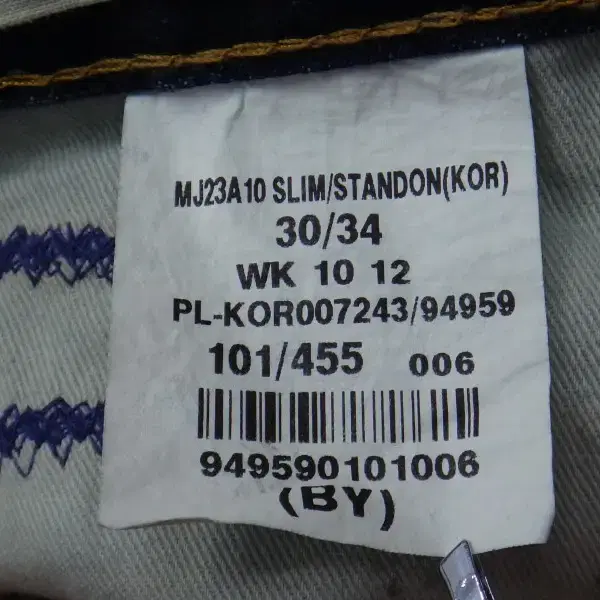 MJ23A10 SLIM/STANDON(KOR)
30/34
WK 10 12
PL-KOR007243/94959
101/455 006
949590101006
(BY)